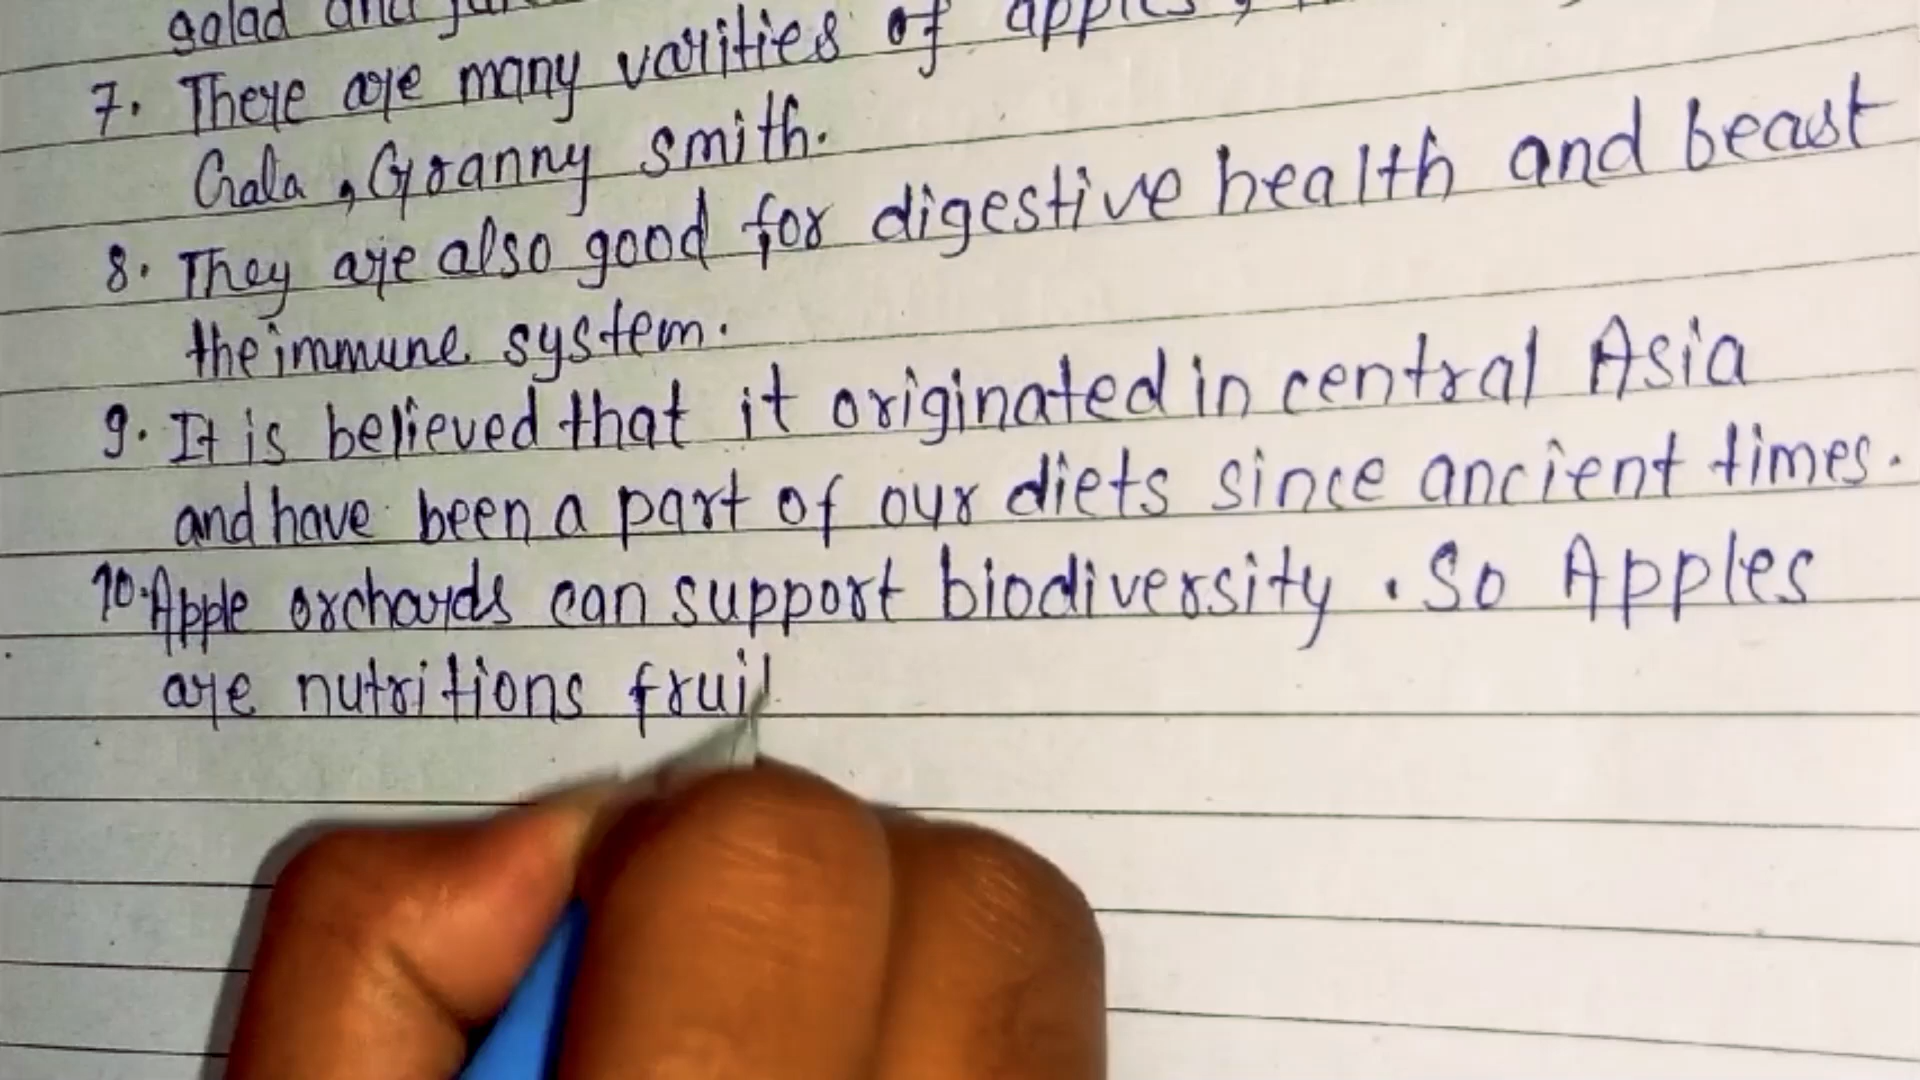 salad and
7. There are many varities of apples,
Gala, Granny smith.
8. They are also good for digestive health and beast
the immune system.
9. It is believed that it originated in central Asia
and have been a part of our diets since ancient times.
10. Apple orchards can support biodiversity. So Apples
are nutritions frui